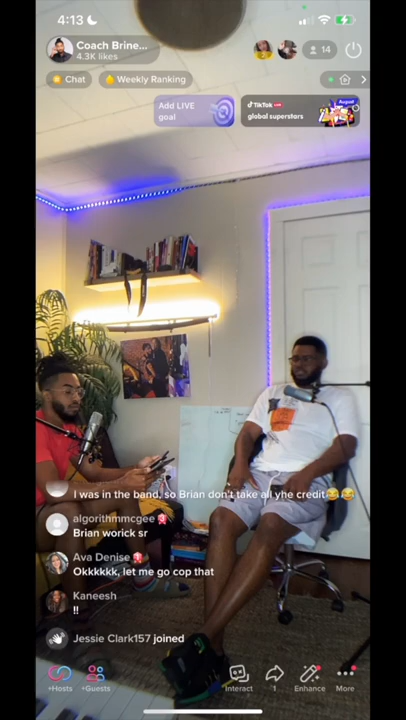 4:13
Coach Brine...
4.3K likes
14
Chat
Weekly Ranking
Add LIVE
goal
TikTok LIVE
global superstars
August
I was in the band, so Brian don't take all yhe credit😂😂
algorithmmcgee
Brian worick sr
Ava Denise
Okkkkkk, let me go cop that
Kaneesh
!!
Jessie Clark157 joined
+Hosts
+Guests
Interact
1
Enhance
More